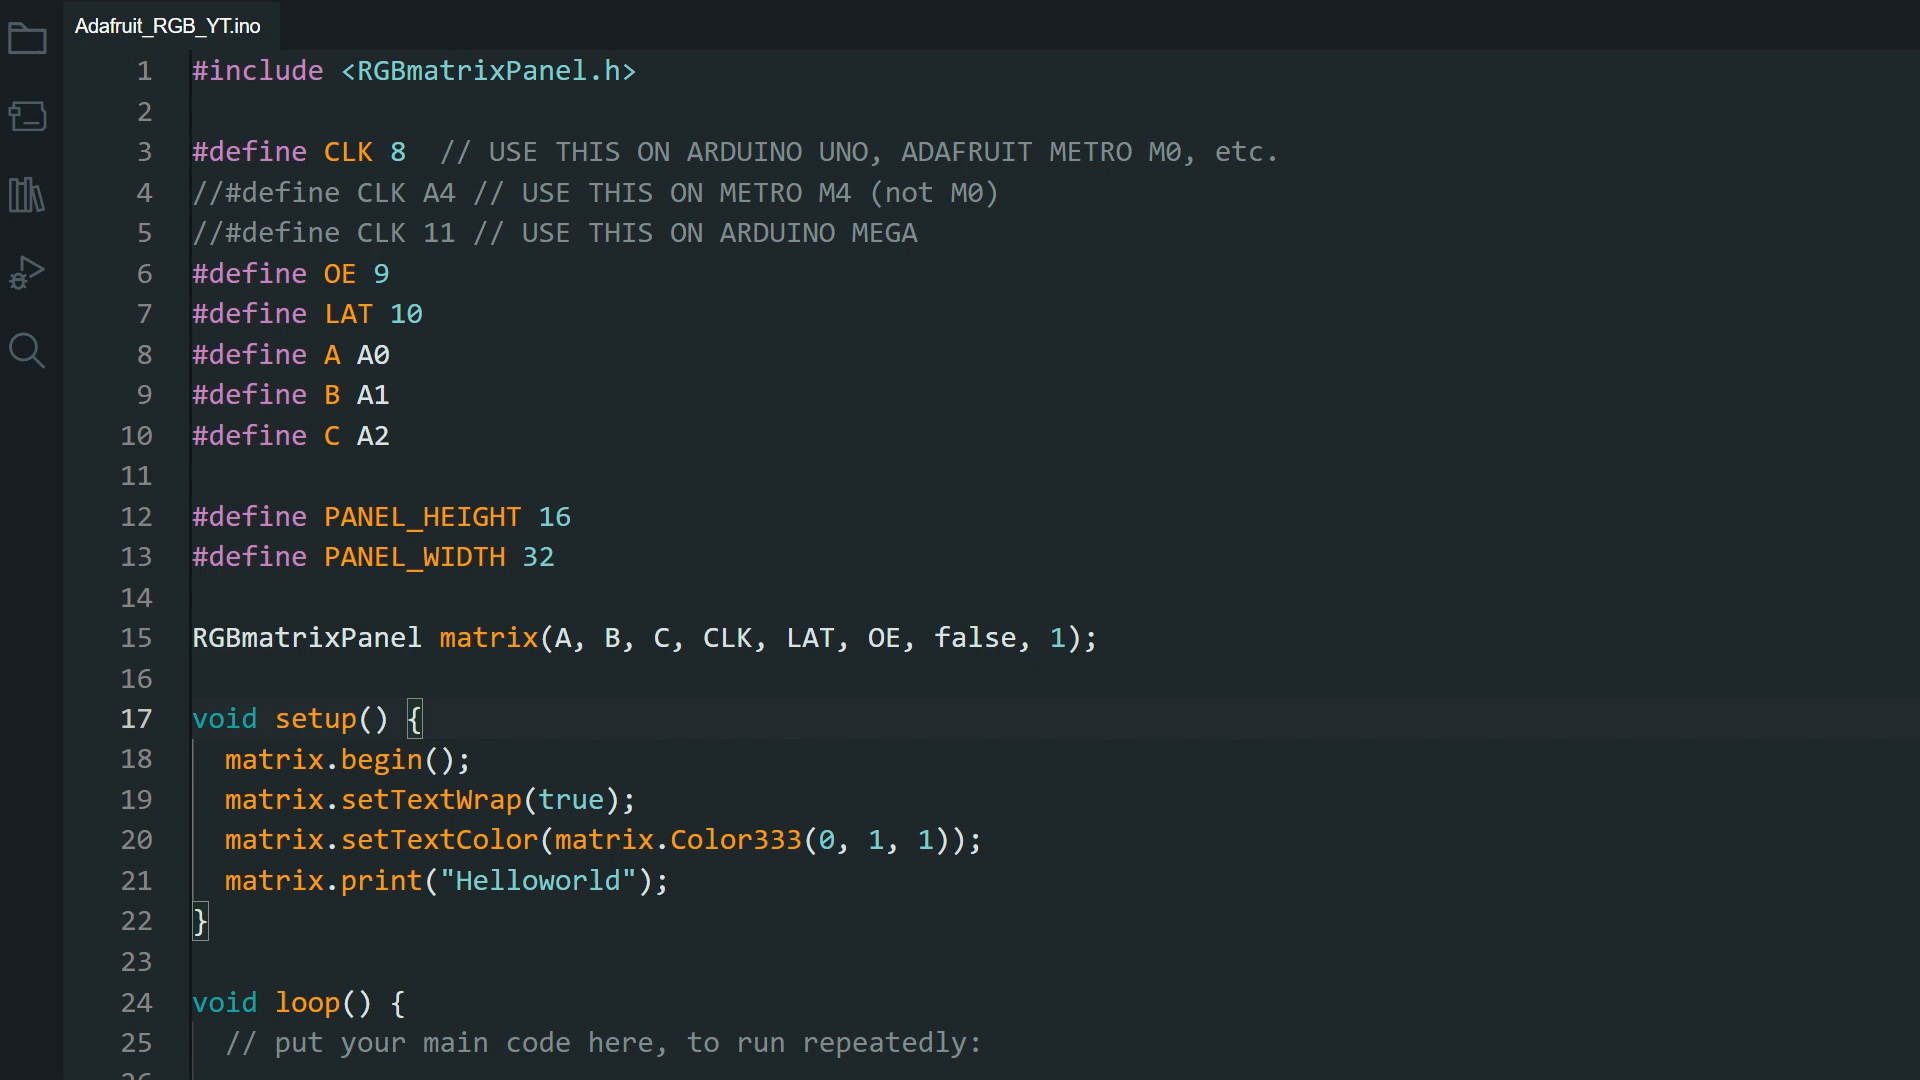 Adafruit_RGB_YT.ino
1 #include <RGBmatrixPanel.h>
2
3 #define CLK 8  // USE THIS ON ARDUINO UNO, ADAFRUIT METRO M0, etc.
4 //#define CLK A4 // USE THIS ON METRO M4 (not M0)
5 //#define CLK 11 // USE THIS ON ARDUINO MEGA
6 #define OE 9
7 #define LAT 10
8 #define A A0
9 #define B A1
10 #define C A2
11
12 #define PANEL_HEIGHT 16
13 #define PANEL_WIDTH 32
14
15 RGBmatrixPanel matrix(A, B, C, CLK, LAT, OE, false, 1);
16
17 void setup() {
18   matrix.begin();
19   matrix.setTextWrap(true);
20   matrix.setTextColor(matrix.Color333(0, 1, 1));
21   matrix.print("Helloworld");
22 }
23
24 void loop() {
25   // put your main code here, to run repeatedly: